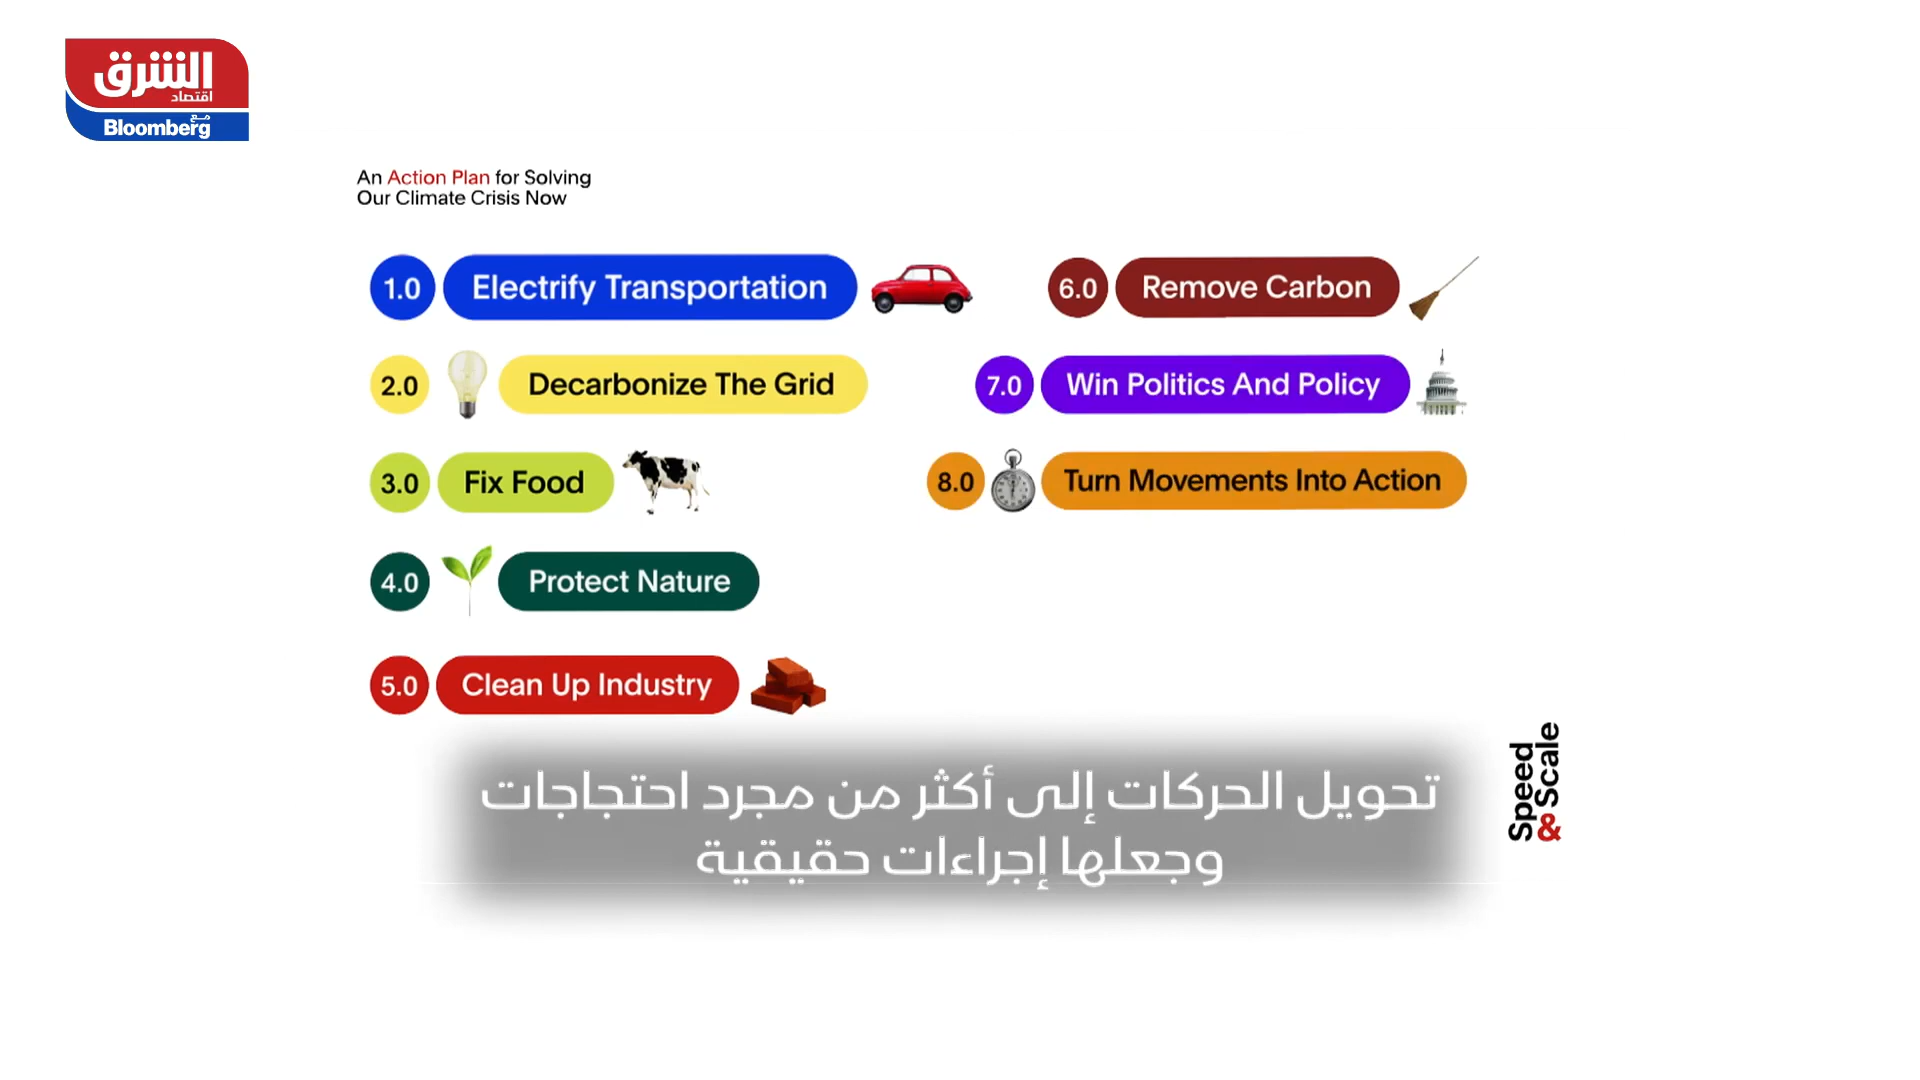 الشرق
اقتصاد
مع
Bloomberg
An Action Plan for Solving
Our Climate Crisis Now
1.0 Electrify Transportation
2.0 Decarbonize The Grid
3.0 Fix Food
4.0 Protect Nature
5.0 Clean Up Industry
6.0 Remove Carbon
7.0 Win Politics And Policy
8.0 Turn Movements Into Action
Speed
&Scale
تحويل الحركات إلى أكثر من مجرد احتجاجات
وجعلها إجراءات حقيقية